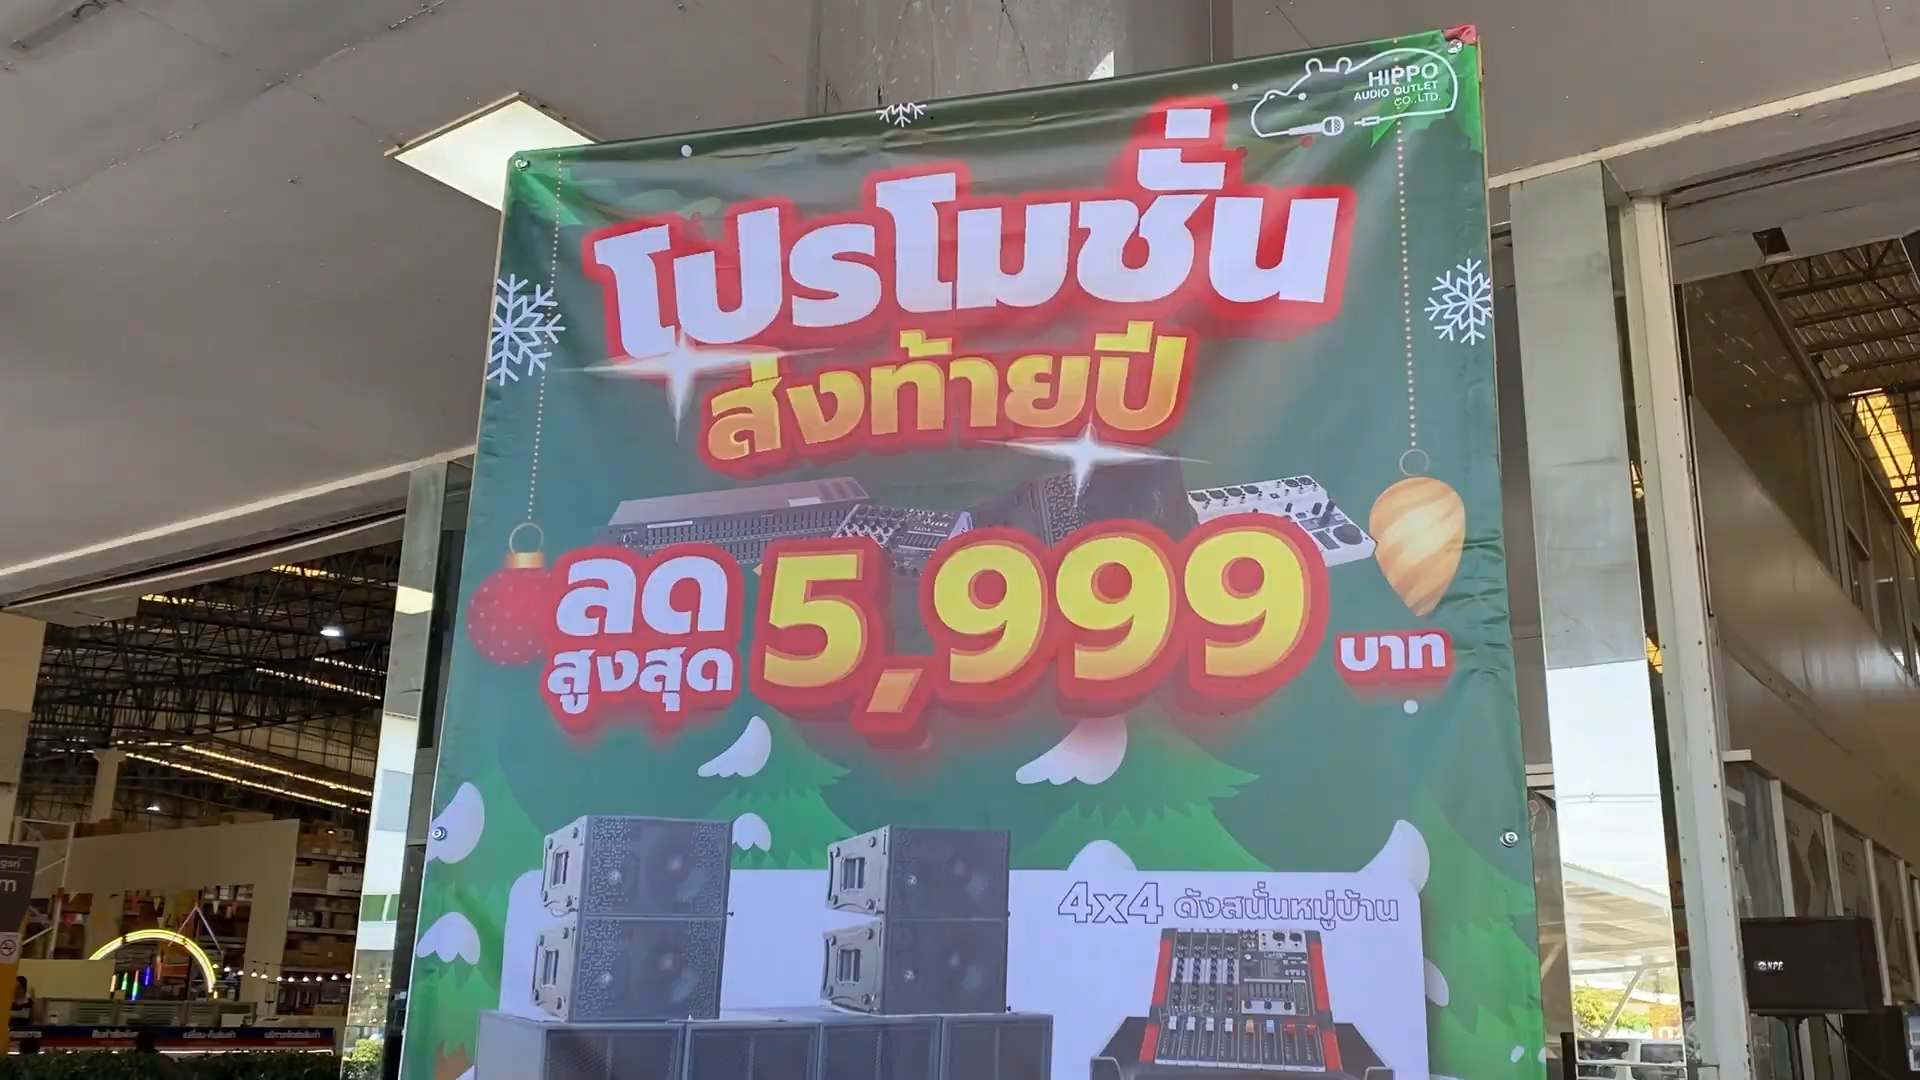 HIPPO
AUDIO OUTLET
CO.,LTD.
โปรโมชั่น
ส่งท้ายปี
ลด
สูงสุด
5,999
บาท
4x4 ดังสนั่นหมู่บ้าน
NPE